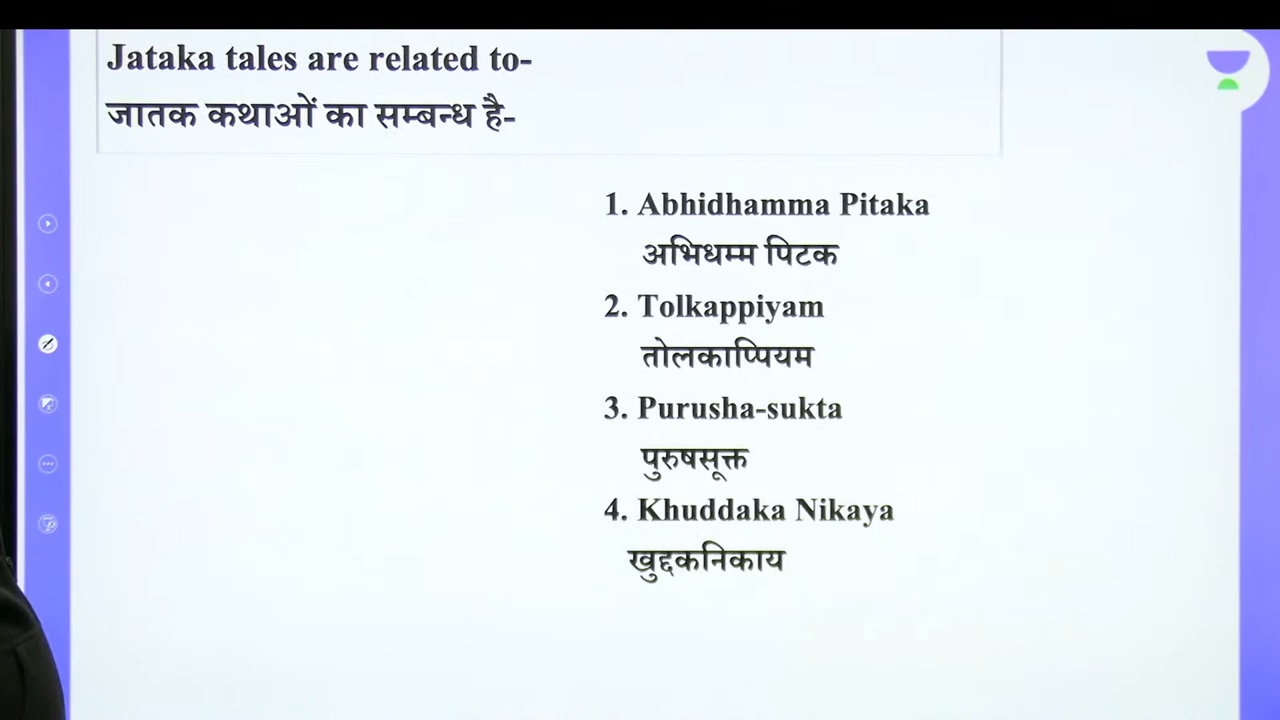 Jataka tales are related to-
जातक कथाओं का सम्बन्ध है-
1. Abhidhamma Pitaka
अभिधम्म पिटक
2. Tolkappiyam
तोलकाप्पियम
3. Purusha-sukta
पुरुषसूक्त
4. Khuddaka Nikaya
खुद्दकनिकाय